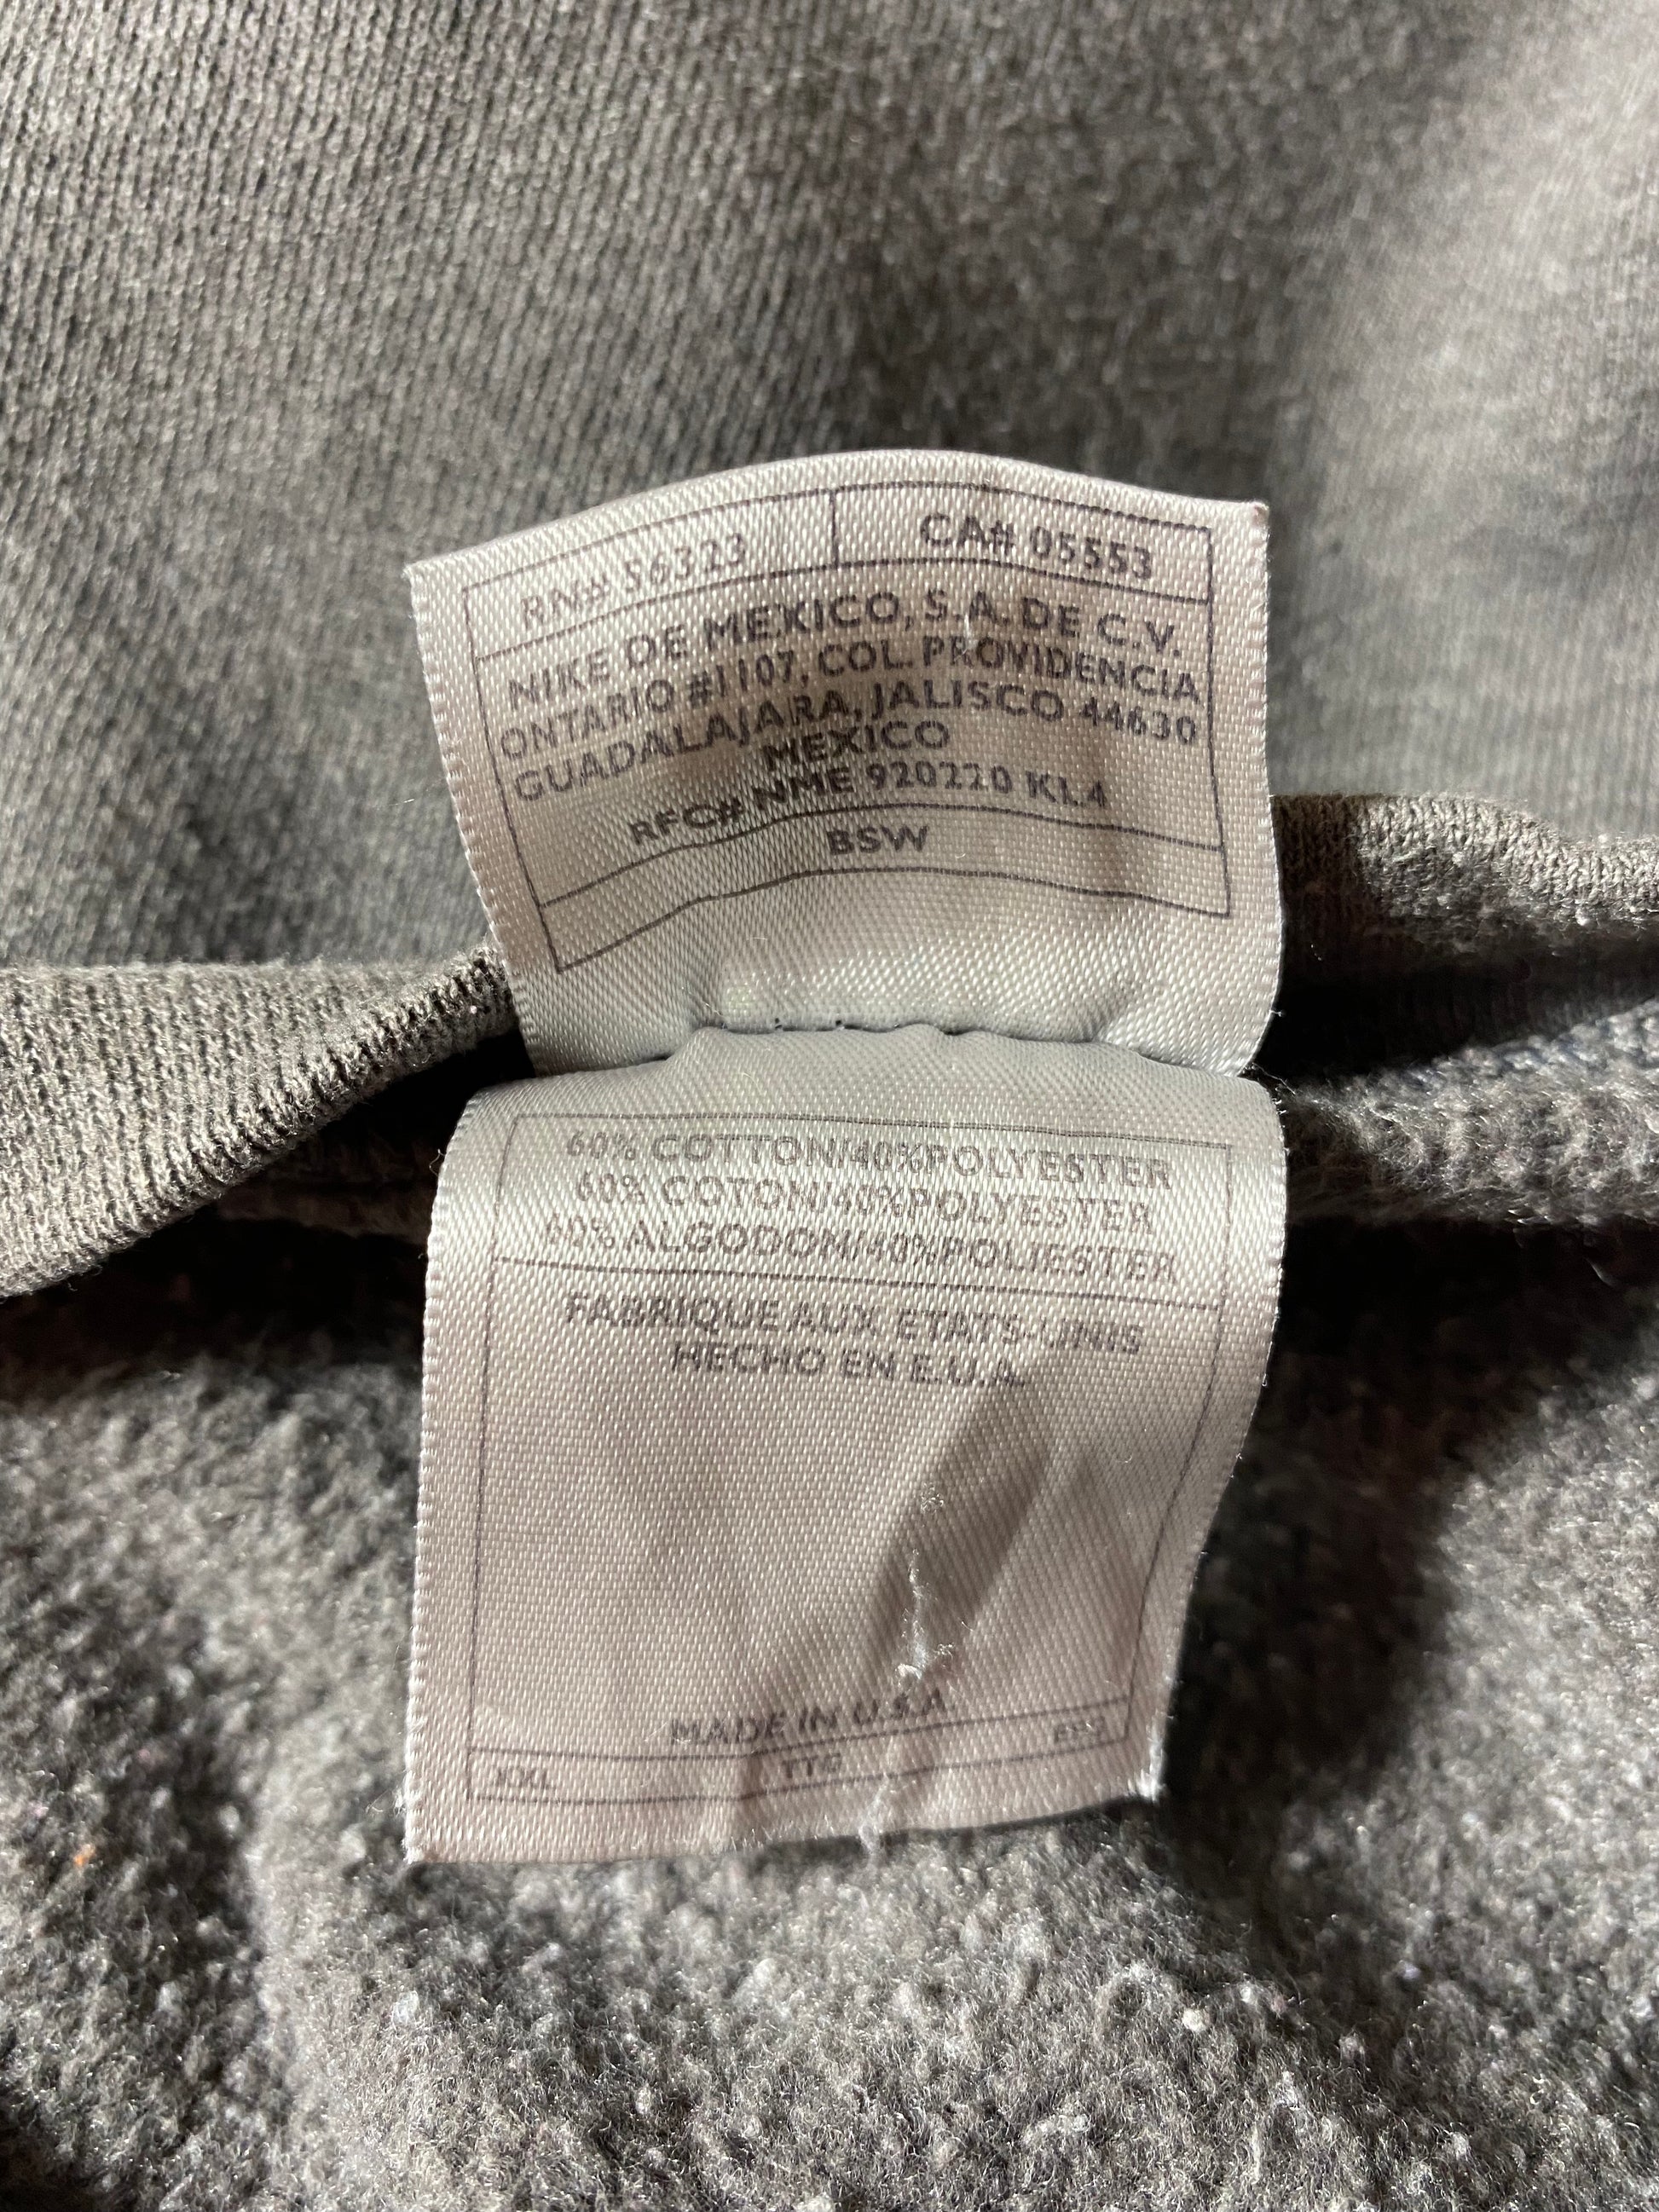 RN# 56323 CA# 05553
NIKE DE MEXICO, S.A. DE C.V.
ONTARIO #1107, COL. PROVIDENCIA
GUADALAJARA, JALISCO 44630
MEXICO
RFC# NME 920220 KL4
BSW
60% COTTON/40%POLYESTER
60% COTON/40%POLYESTER
60% ALGODON/40%POLIESTER
FABRIQUE AUX ETATS-UNIS
HECHO EN E.U.A.
MADE IN U.S.A
XXL